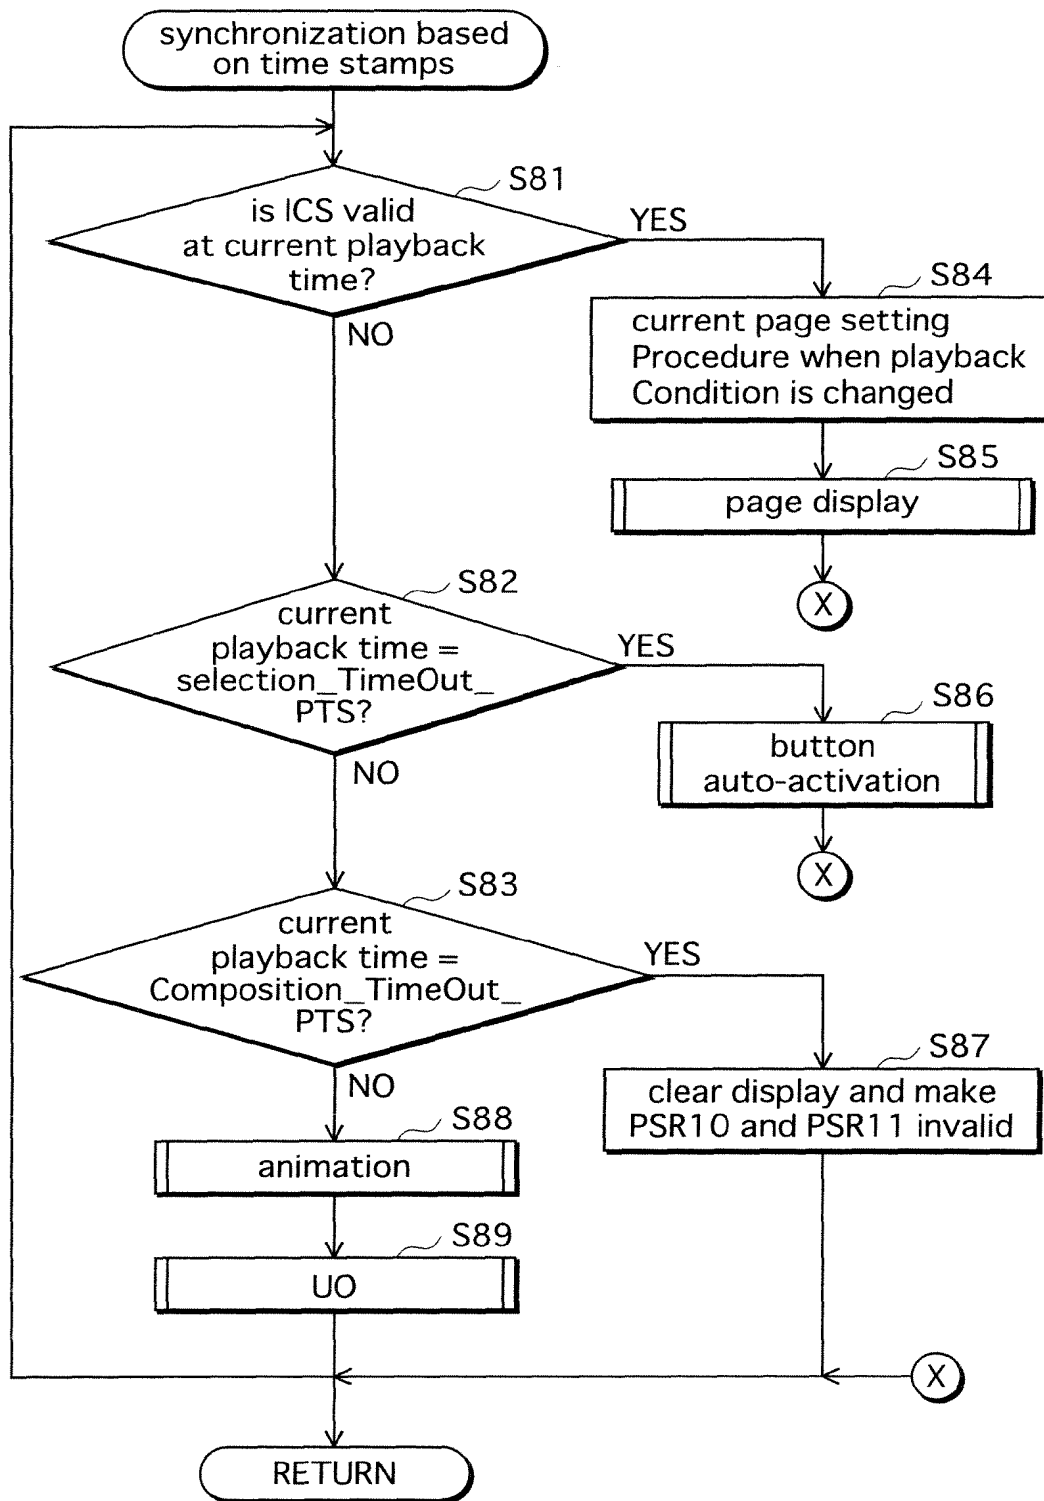 synchronization based
on time stamps
S81
is ICS valid
at current playback
time?
YES
NO
S84
current page setting
Procedure when playback
Condition is changed
S85
page display
X
S82
current
playback time =
selection_TimeOut_
PTS?
YES
NO
S86
button
auto-activation
X
S83
current
playback time =
Composition_TimeOut_
PTS?
YES
NO
S87
clear display and make
PSR10 and PSR11 invalid
S88
animation
S89
UO
X
RETURN